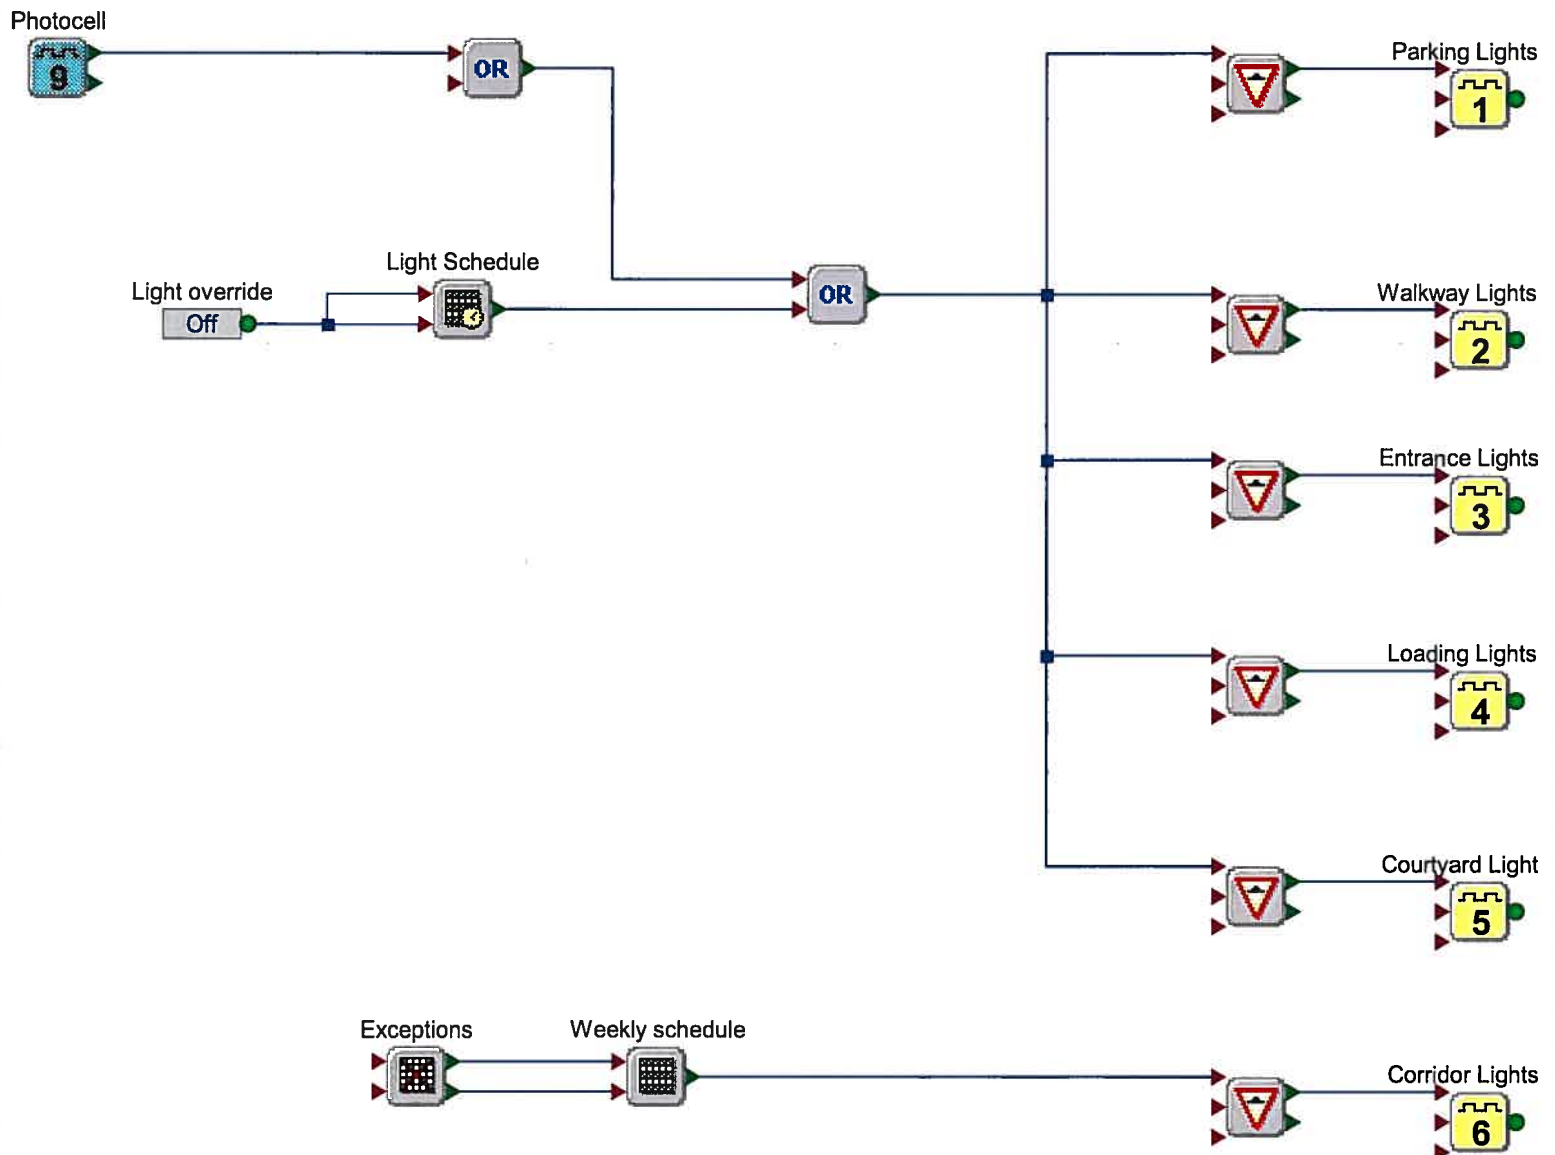 Photocell
9
OR
Parking Lights
1
Light Schedule
Light override
Off
OR
Walkway Lights
2
Entrance Lights
3
Loading Lights
4
Courtyard Light
5
Exceptions
Weekly schedule
Corridor Lights
6